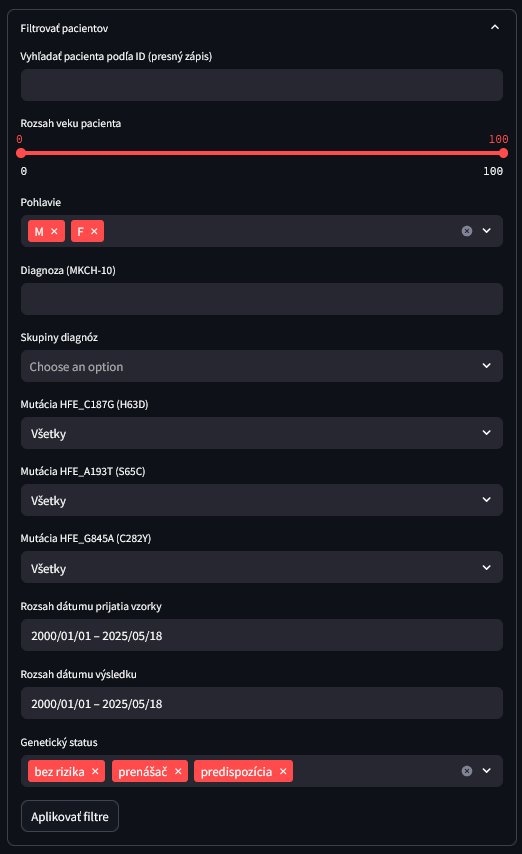 Filtrovať pacientov
Vyhľadať pacienta podľa ID (presný zápis)
Rozsah veku pacienta
0 100
0 100
Pohlavie
M × F ×
Diagnoza (MKCH-10)
Skupiny diagnóz
Choose an option
Mutácia HFE_C187G (H63D)
Všetky
Mutácia HFE_A193T (S65C)
Všetky
Mutácia HFE_G845A (C282Y)
Všetky
Rozsah dátumu prijatia vzorky
2000/01/01 – 2025/05/18
Rozsah dátumu výsledku
2000/01/01 – 2025/05/18
Genetický status
bez rizika × prenášač × predispozícia ×
Aplikovať filtre